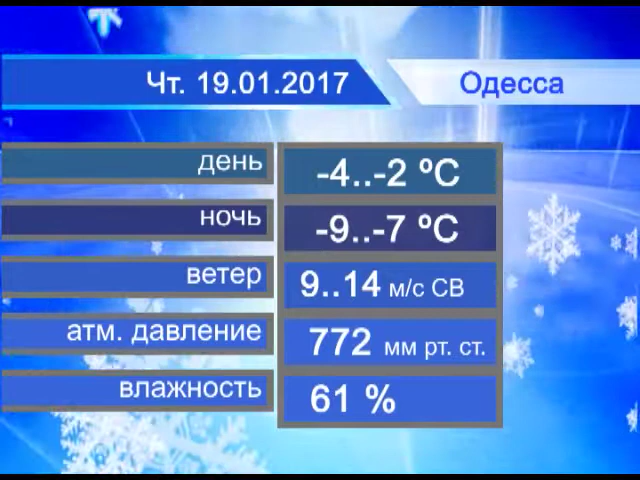 Чт. 19.01.2017
Одесса
день -4..-2 ºC
ночь -9..-7 ºC
ветер 9..14 м/с СВ
атм. давление 772 мм рт. ст.
влажность 61 %